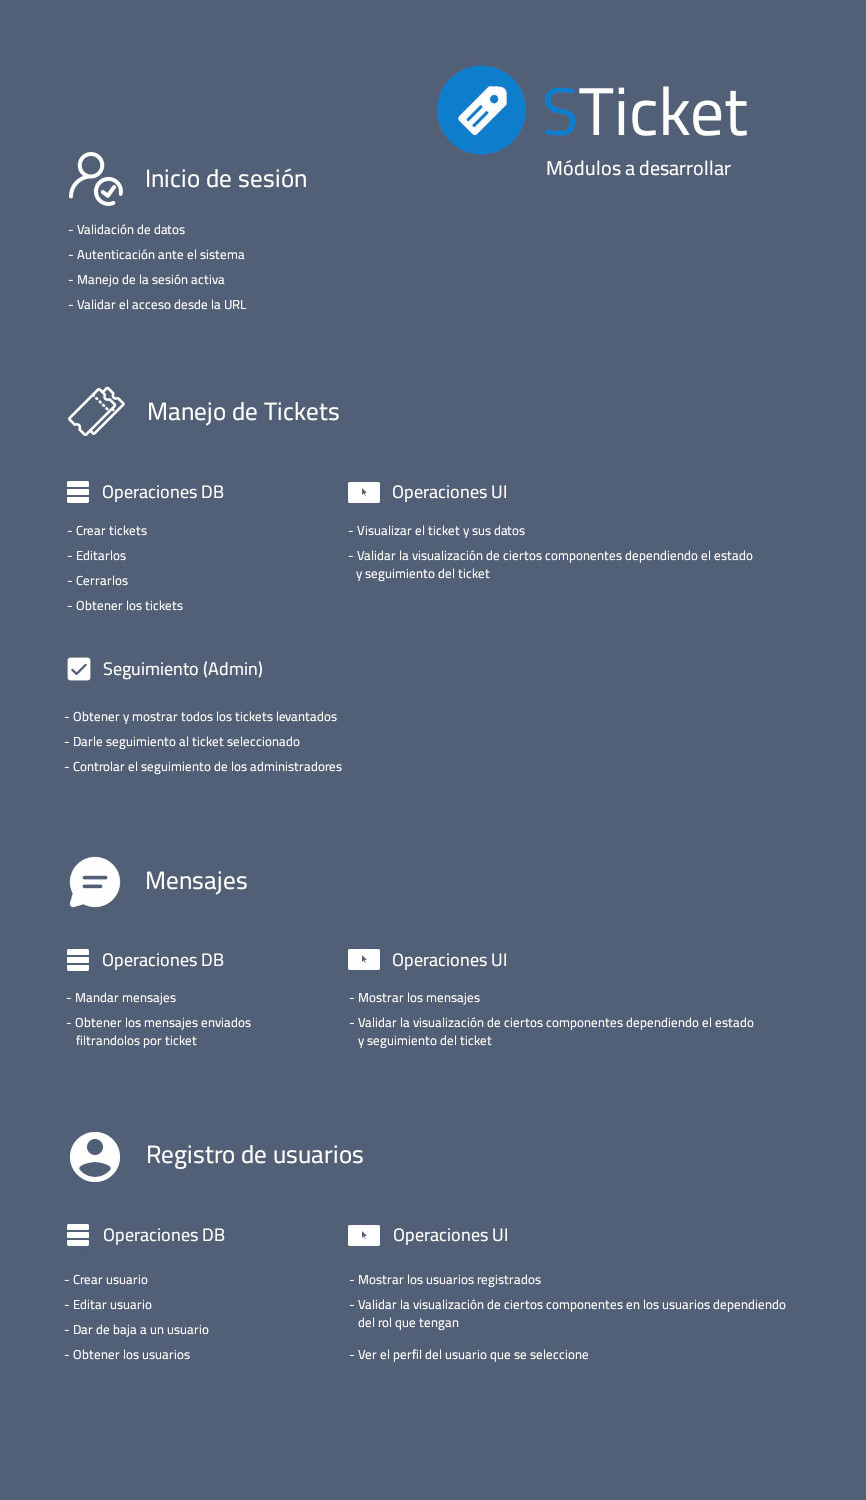 STicket
Módulos a desarrollar
Inicio de sesión
- Validación de datos
- Autenticación ante el sistema
- Manejo de la sesión activa
- Validar el acceso desde la URL
Manejo de Tickets
Operaciones DB
- Crear tickets
- Editarlos
- Cerrarlos
- Obtener los tickets
Operaciones UI
- Visualizar el ticket y sus datos
- Validar la visualización de ciertos componentes dependiendo el estado
y seguimiento del ticket
Seguimiento (Admin)
- Obtener y mostrar todos los tickets levantados
- Darle seguimiento al ticket seleccionado
- Controlar el seguimiento de los administradores
Mensajes
Operaciones DB
- Mandar mensajes
- Obtener los mensajes enviados
filtrandolos por ticket
Operaciones UI
- Mostrar los mensajes
- Validar la visualización de ciertos componentes dependiendo el estado
y seguimiento del ticket
Registro de usuarios
Operaciones DB
- Crear usuario
- Editar usuario
- Dar de baja a un usuario
- Obtener los usuarios
Operaciones UI
- Mostrar los usuarios registrados
- Validar la visualización de ciertos componentes en los usuarios dependiendo
del rol que tengan
- Ver el perfil del usuario que se seleccione